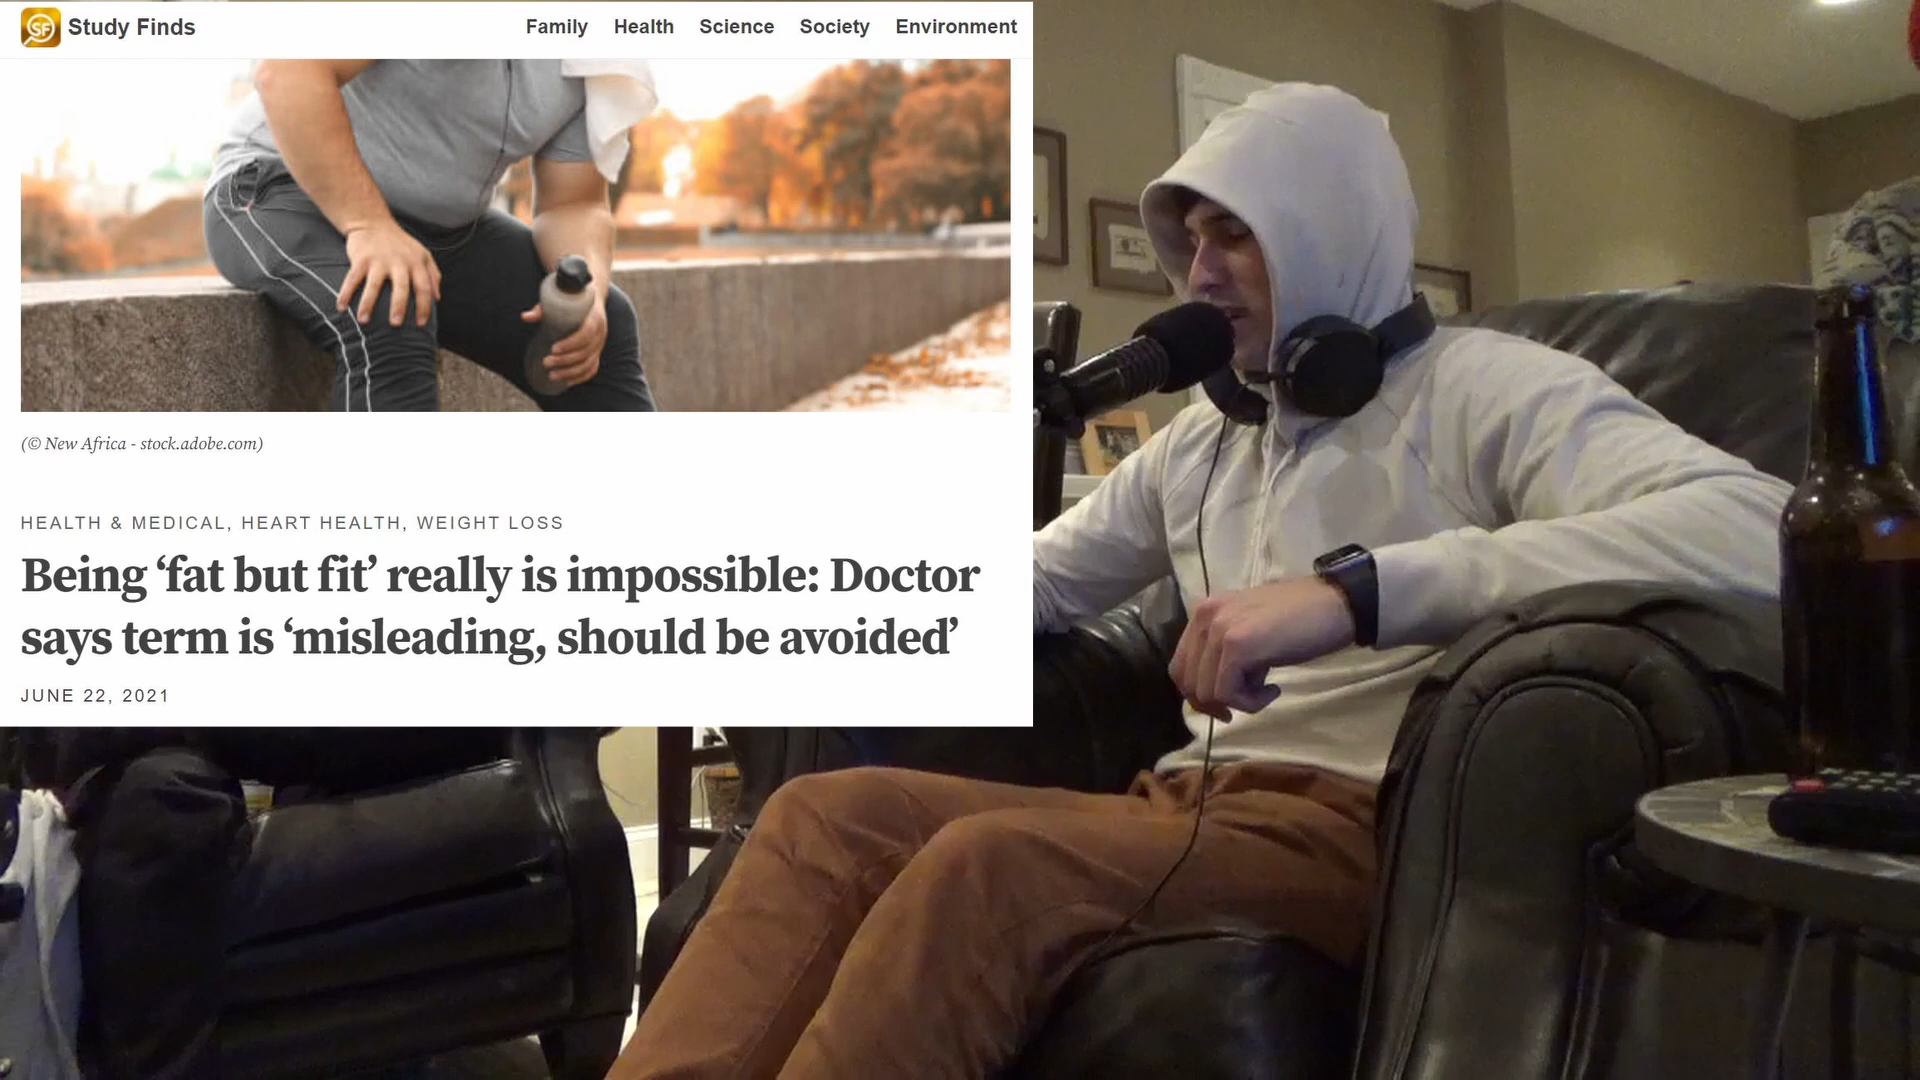 SF Study Finds
Family Health Science Society Environment
(© New Africa - stock.adobe.com)
HEALTH & MEDICAL, HEART HEALTH, WEIGHT LOSS
Being ‘fat but fit’ really is impossible: Doctor
says term is ‘misleading, should be avoided’
JUNE 22, 2021